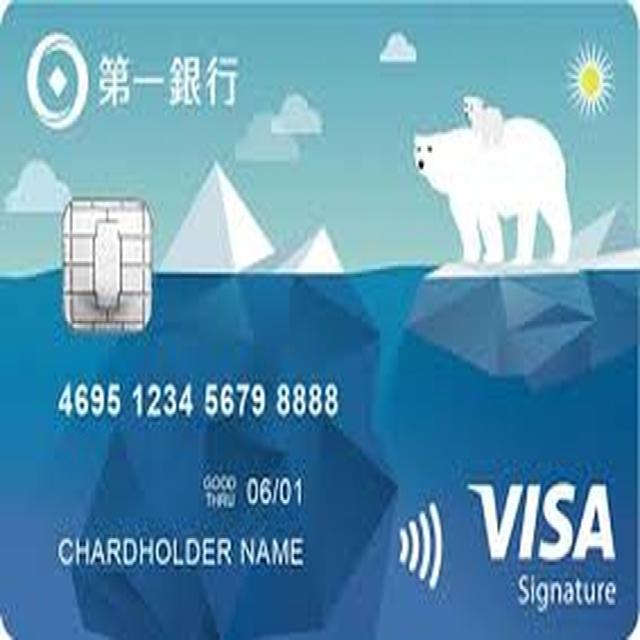 第一銀行
4695 1234 5679 8888
GOOD
THRU 06/01
CHARDHOLDER NAME
VISA
Signature